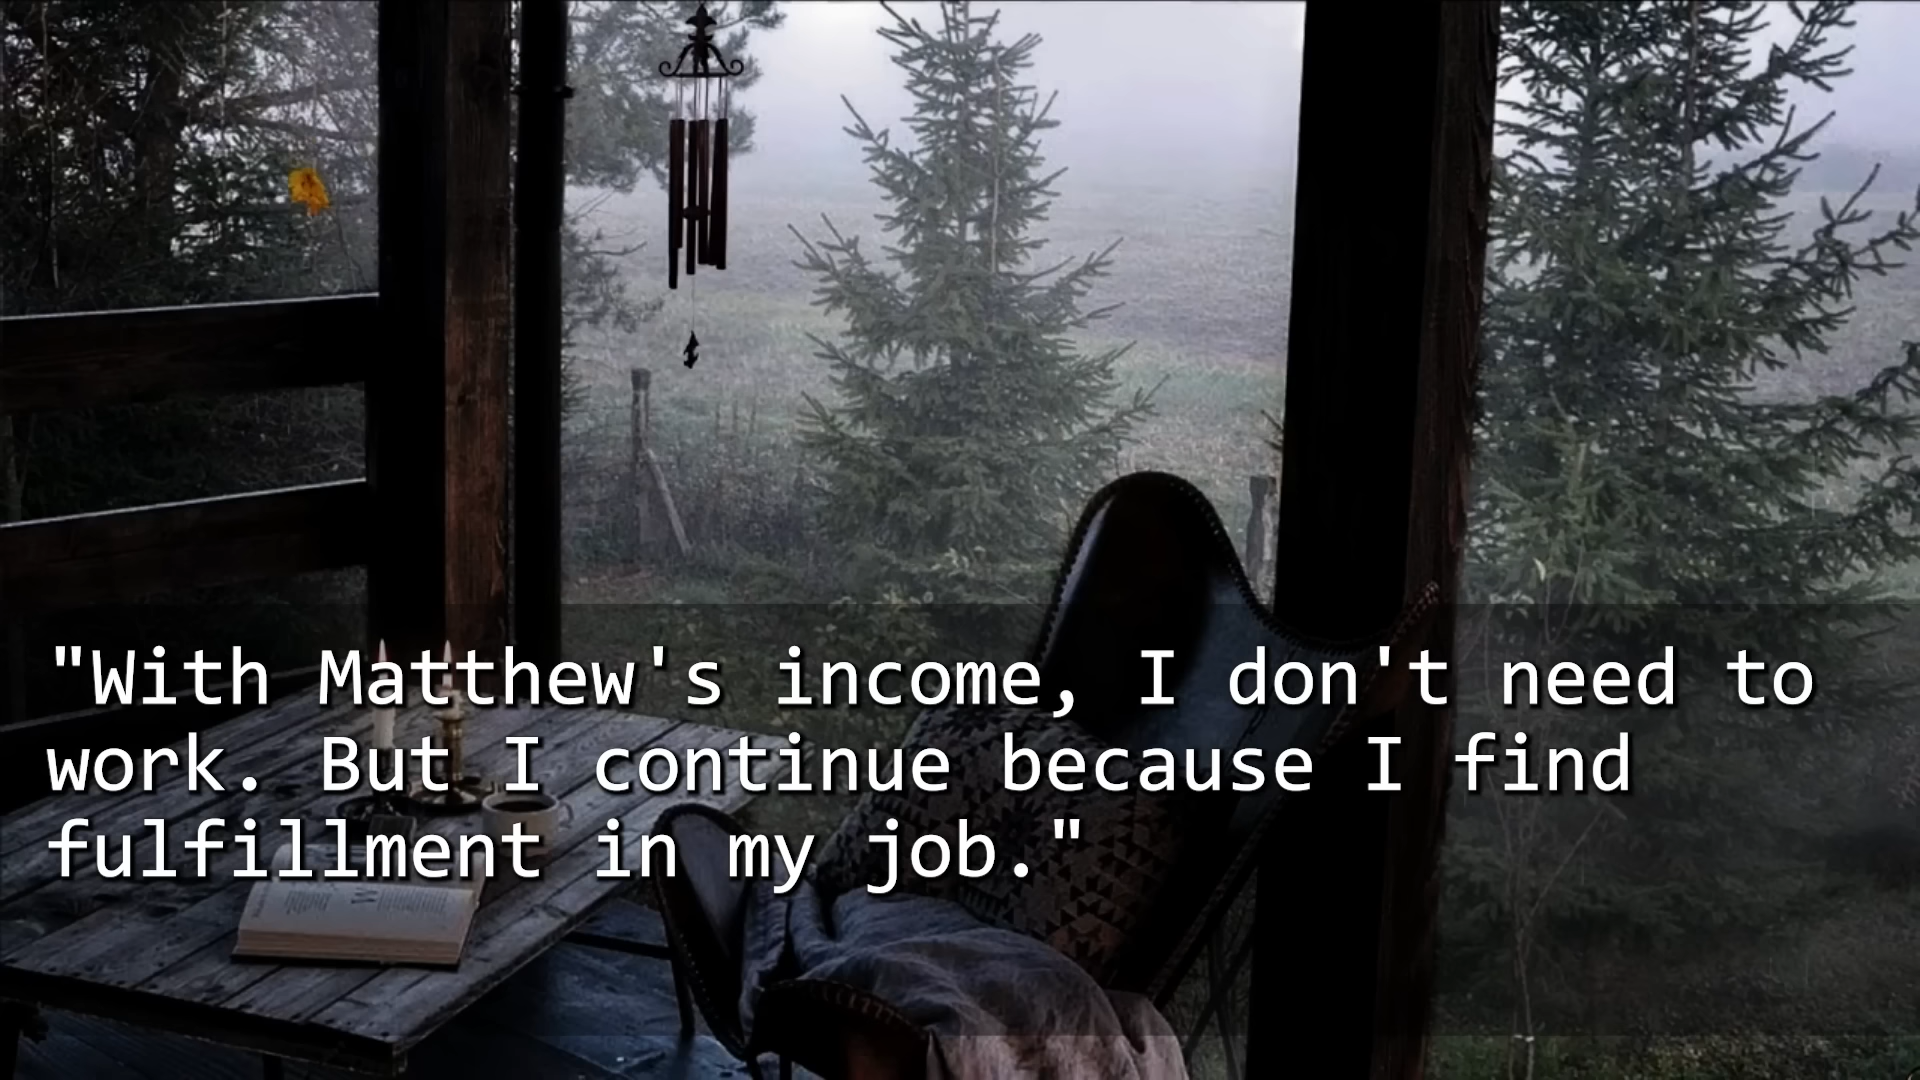 "With Matthew's income, I don't need to
work. But I continue because I find
fulfillment in my job."
W